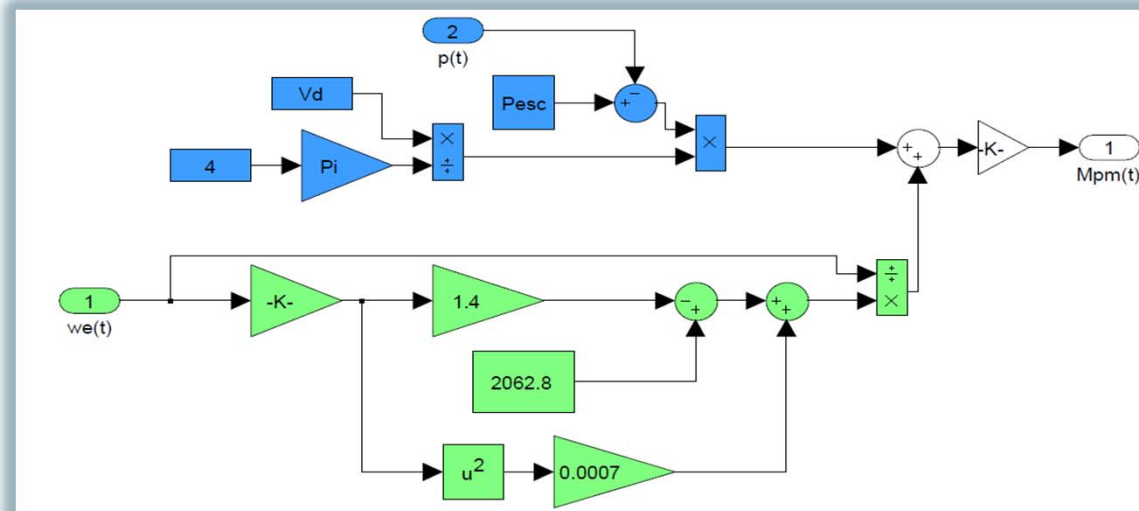 2
p(t)
Vd
Pesc
+ −
×
÷
×
4
Pi
+ +
-K-
1
Mpm(t)
1
we(t)
-K-
1.4
− +
+ +
÷
×
2062.8
u²
0.0007